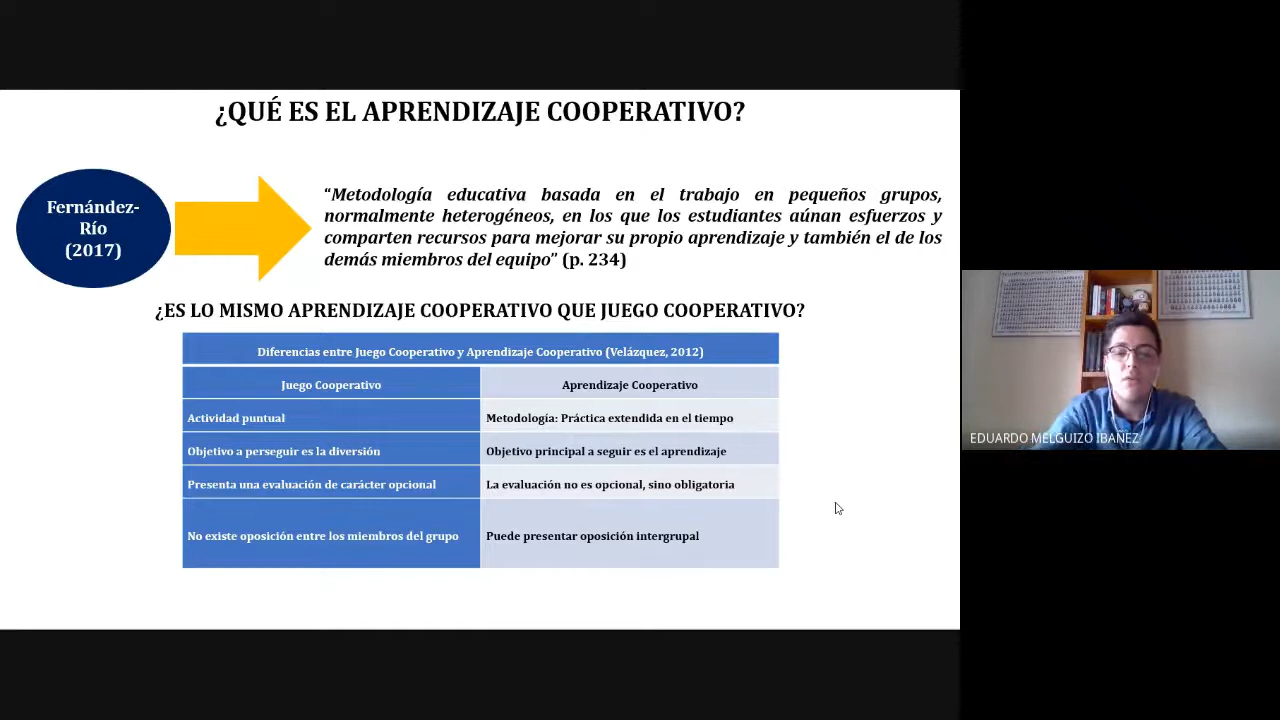 ¿QUÉ ES EL APRENDIZAJE COOPERATIVO?
Fernández-
Río
(2017)
“Metodología educativa basada en el trabajo en pequeños grupos,
normalmente heterogéneos, en los que los estudiantes aúnan esfuerzos y
comparten recursos para mejorar su propio aprendizaje y también el de los
demás miembros del equipo” (p. 234)
¿ES LO MISMO APRENDIZAJE COOPERATIVO QUE JUEGO COOPERATIVO?
Diferencias entre Juego Cooperativo y Aprendizaje Cooperativo (Velázquez, 2012)
Juego Cooperativo
Aprendizaje Cooperativo
Actividad puntual
Metodología: Práctica extendida en el tiempo
Objetivo a perseguir es la diversión
Objetivo principal a seguir es el aprendizaje
Presenta una evaluación de carácter opcional
La evaluación no es opcional, sino obligatoria
No existe oposición entre los miembros del grupo
Puede presentar oposición intergrupal
EDUARDO MELGUIZO IBAÑEZ